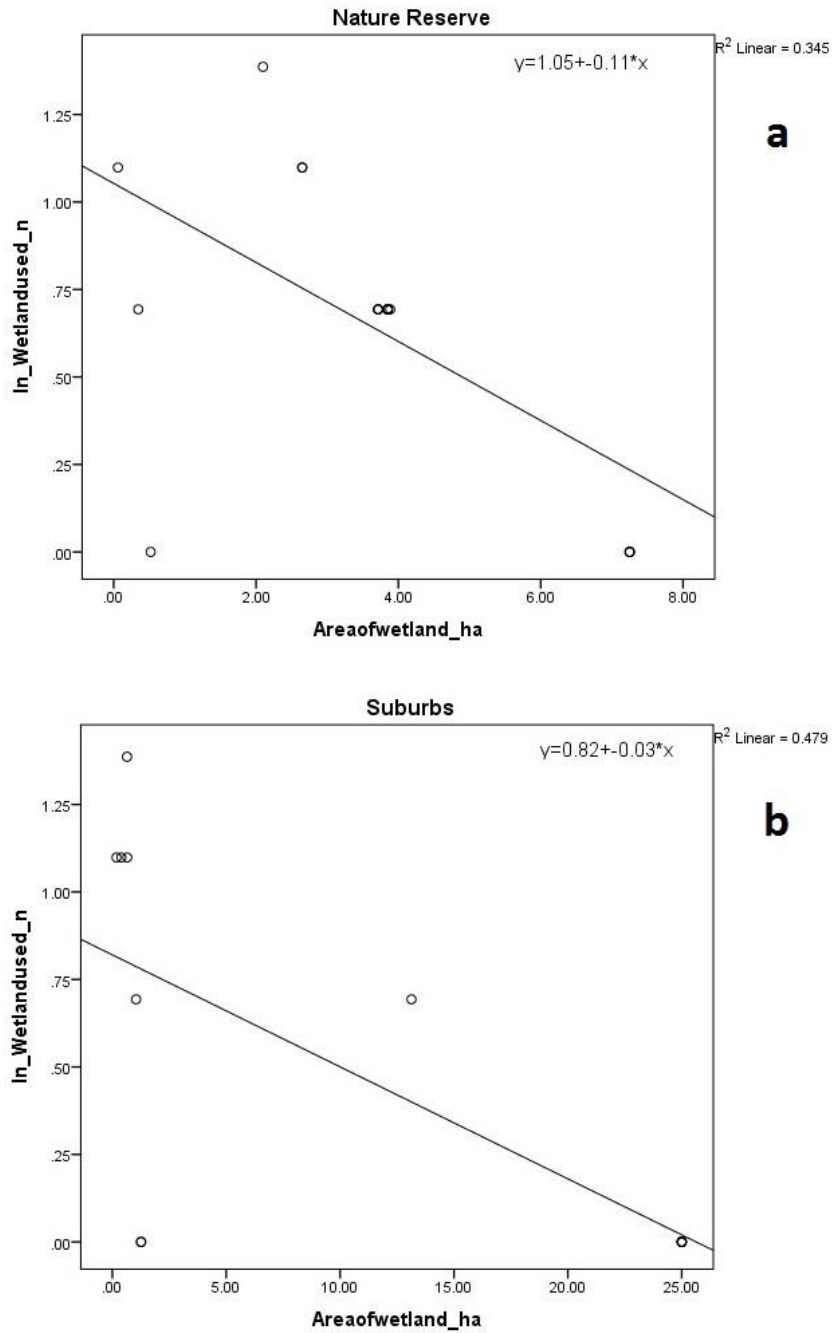 Nature Reserve
R² Linear = 0.345
y=1.05+-0.11*x
a
1.25
1.00
.75
.50
.25
.00
ln_Wetlandused_n
.00 2.00 4.00 6.00 8.00
Areaofwetland_ha
Suburbs
R² Linear = 0.479
y=0.82+-0.03*x
b
1.25
1.00
.75
.50
.25
.00
ln_Wetlandused_n
.00 5.00 10.00 15.00 20.00 25.00
Areaofwetland_ha